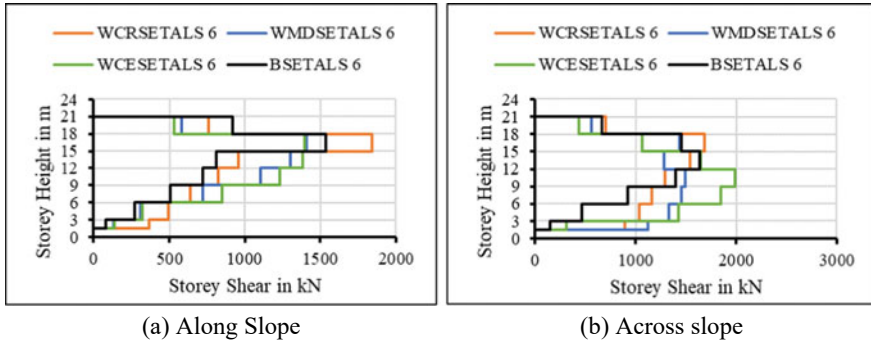 WCRSETALS 6 WMDSETALS 6
WCESETALS 6 BSETALS 6
Storey Height in m
24
21
18
15
12
9
6
3
0
0 500 1000 1500 2000
Storey Shear in kN
(a) Along Slope
WCRSETALS 6 WMDSETALS 6
WCESETALS 6 BSETALS 6
Storey Height in m
24
21
18
15
12
9
6
3
0
0 1000 2000 3000
Storey Shear in kN
(b) Across slope